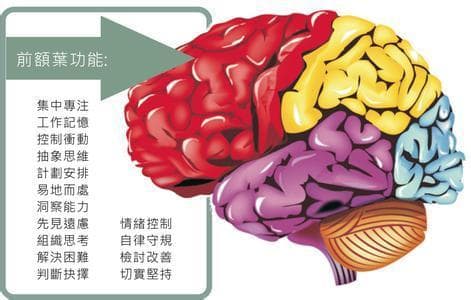 前額葉功能:
集中專注
工作記憶
控制衝動
抽象思維
計劃安排
易地而處
洞察能力
先見遠慮 情緒控制
組織思考 自律守規
解決困難 檢討改善
判斷抉擇 切實堅持